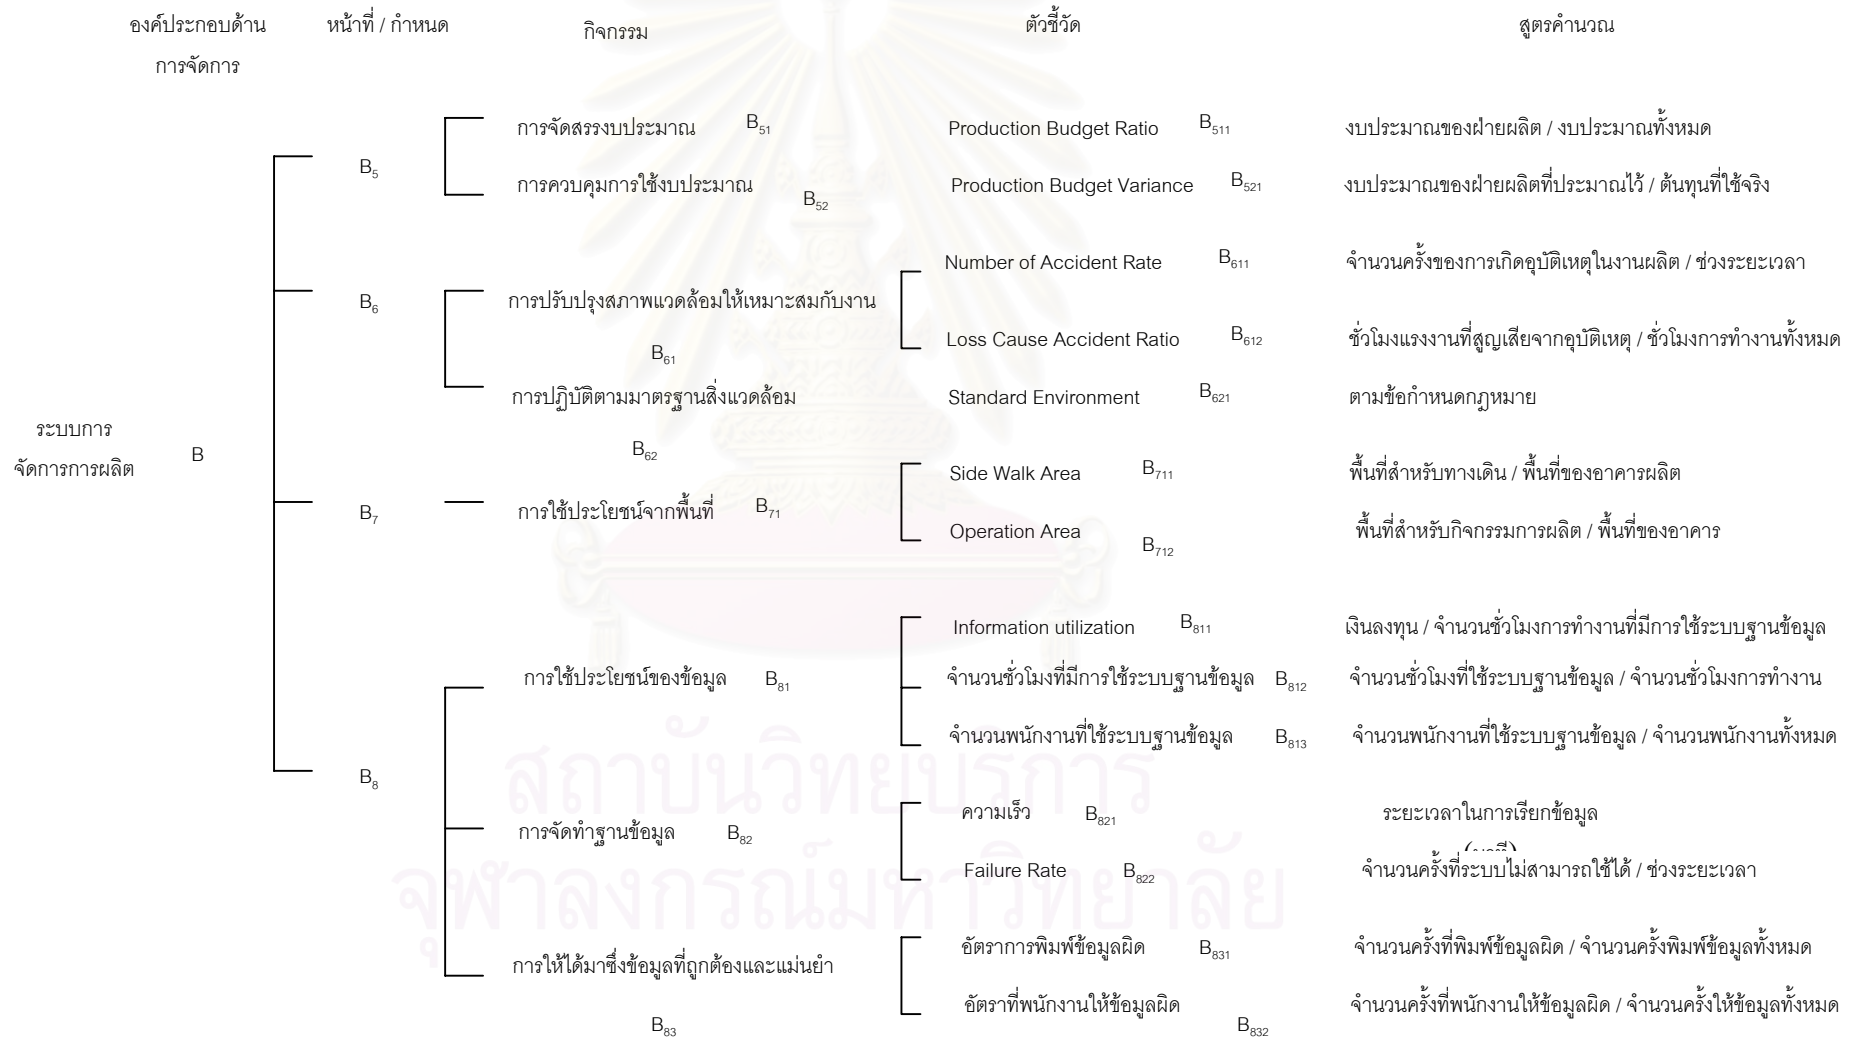 องค์ประกอบด้าน หน้าที่ / กำหนด กิจกรรม ตัวชี้วัด สูตรคำนวณ
การจัดการ
การจัดสรรงบประมาณ B51 Production Budget Ratio B511 งบประมาณของฝ่ายผลิต / งบประมาณทั้งหมด
B5
การควบคุมการใช้งบประมาณ B52 Production Budget Variance B521 งบประมาณของฝ่ายผลิตที่ประมาณไว้ / ต้นทุนที่ใช้จริง
Number of Accident Rate B611 จำนวนครั้งของการเกิดอุบัติเหตุในงานผลิต / ช่วงระยะเวลา
B6 การปรับปรุงสภาพแวดล้อมให้เหมาะสมกับงาน
Loss Cause Accident Ratio B612 ชั่วโมงแรงงานที่สูญเสียจากอุบัติเหตุ / ชั่วโมงการทำงานทั้งหมด
B61
การปฏิบัติตามมาตรฐานสิ่งแวดล้อม Standard Environment B621 ตามข้อกำหนดกฎหมาย
ระบบการ
จัดการการผลิต B
B62
Side Walk Area B711 พื้นที่สำหรับทางเดิน / พื้นที่ของอาคารผลิต
B7 การใช้ประโยชน์จากพื้นที่ B71
Operation Area B712 พื้นที่สำหรับกิจกรรมการผลิต / พื้นที่ของอาคาร
Information utilization B811 เงินลงทุน / จำนวนชั่วโมงการทำงานที่มีการใช้ระบบฐานข้อมูล
การใช้ประโยชน์ของข้อมูล B81 จำนวนชั่วโมงที่มีการใช้ระบบฐานข้อมูล B812 จำนวนชั่วโมงที่ใช้ระบบฐานข้อมูล / จำนวนชั่วโมงการทำงาน
จำนวนพนักงานที่ใช้ระบบฐานข้อมูล B813 จำนวนพนักงานที่ใช้ระบบฐานข้อมูล / จำนวนพนักงานทั้งหมด
B8
ความเร็ว B821 ระยะเวลาในการเรียกข้อมูล
การจัดทำฐานข้อมูล B82
Failure Rate B822 จำนวนครั้งที่ระบบไม่สามารถใช้ได้ / ช่วงระยะเวลา
อัตราการพิมพ์ข้อมูลผิด B831 จำนวนครั้งที่พิมพ์ข้อมูลผิด / จำนวนครั้งพิมพ์ข้อมูลทั้งหมด
การให้ได้มาซึ่งข้อมูลที่ถูกต้องและแม่นยำ
อัตราที่พนักงานให้ข้อมูลผิด B832 จำนวนครั้งที่พนักงานให้ข้อมูลผิด / จำนวนครั้งให้ข้อมูลทั้งหมด
B83
สถาบันวิทยบริการ
จุฬาลงกรณ์มหาวิทยาลัย